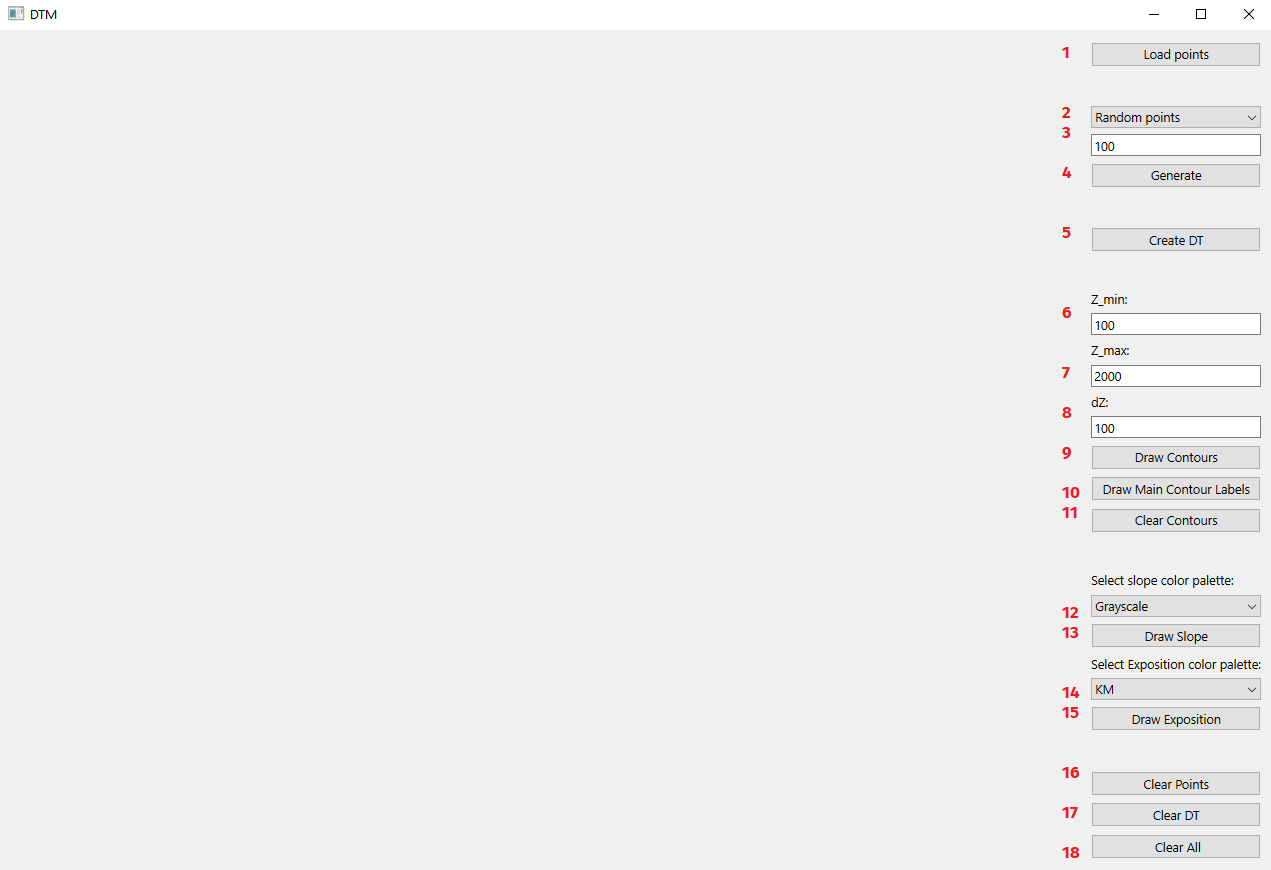 DTM
1 Load points
2 Random points
3 100
4 Generate
5 Create DT
Z_min:
6 100
Z_max:
7 2000
dZ:
8 100
9 Draw Contours
10 Draw Main Contour Labels
11 Clear Contours
Select slope color palette:
12 Grayscale
13 Draw Slope
Select Exposition color palette:
14 KM
15 Draw Exposition
16 Clear Points
17 Clear DT
18 Clear All